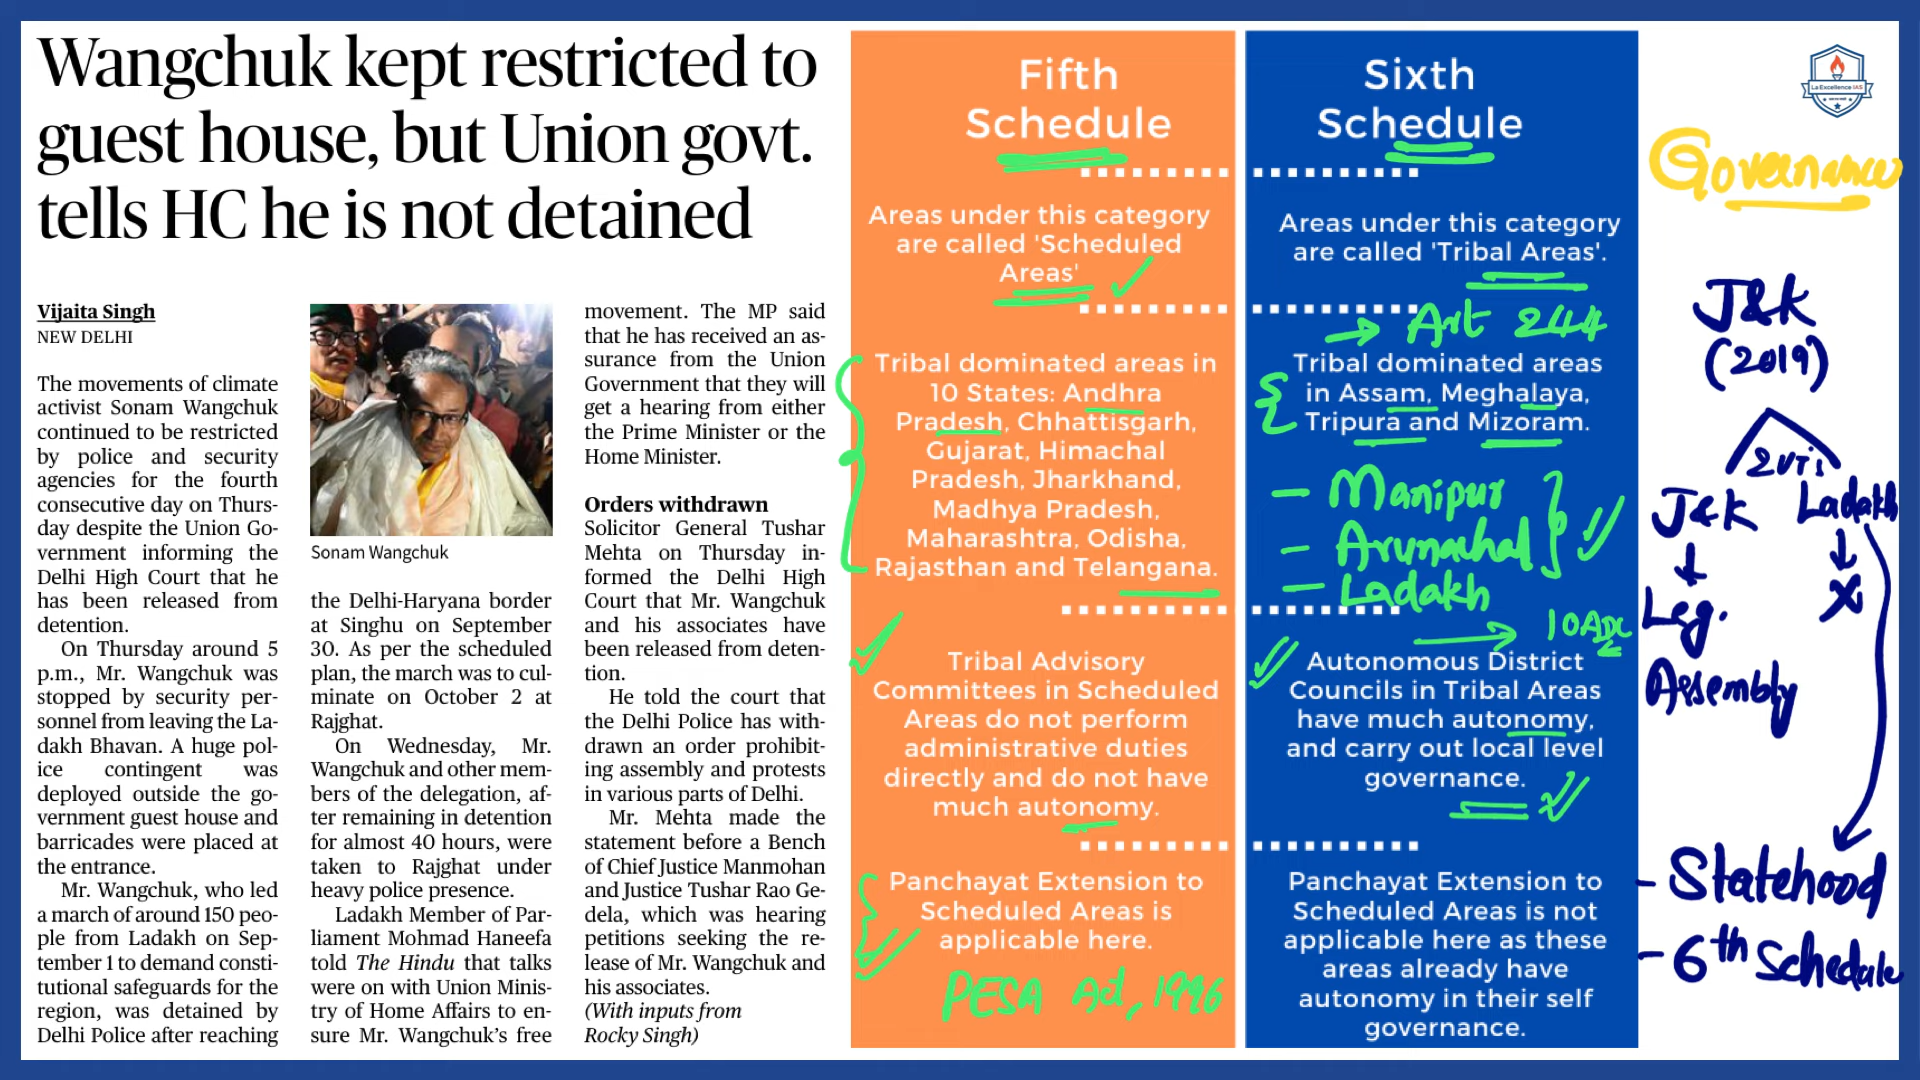 Wangchuk kept restricted to
guest house, but Union govt.
tells HC he is not detained
Vijaita Singh
NEW DELHI
The movements of climate
activist Sonam Wangchuk
continued to be restricted
by police and security
agencies for the fourth
consecutive day on Thurs-
day despite the Union Go-
vernment informing the
Delhi High Court that he
has been released from
detention.
On Thursday around 5
p.m., Mr. Wangchuk was
stopped by security per-
sonnel from leaving the La-
dakh Bhavan. A huge pol-
ice contingent was
deployed outside the go-
vernment guest house and
barricades were placed at
the entrance.
Mr. Wangchuk, who led
a march of around 150 peo-
ple from Ladakh on Sep-
tember 1 to demand consti-
tutional safeguards for the
region, was detained by
Delhi Police after reaching
Sonam Wangchuk
the Delhi-Haryana border
at Singhu on September
30. As per the scheduled
plan, the march was to cul-
minate on October 2 at
Rajghat.
On Wednesday, Mr.
Wangchuk and other mem-
bers of the delegation, af-
ter remaining in detention
for almost 40 hours, were
taken to Rajghat under
heavy police presence.
Ladakh Member of Par-
liament Mohmad Haneefa
told The Hindu that talks
were on with Union Minis-
try of Home Affairs to en-
sure Mr. Wangchuk's free
movement. The MP said
that he has received an as-
surance from the Union
Government that they will
get a hearing from either
the Prime Minister or the
Home Minister.
Orders withdrawn
Solicitor General Tushar
Mehta on Thursday in-
formed the Delhi High
Court that Mr. Wangchuk
and his associates have
been released from deten-
tion.
He told the court that
the Delhi Police has with-
drawn an order prohibit-
ing assembly and protests
in various parts of Delhi.
Mr. Mehta made the
statement before a Bench
of Chief Justice Manmohan
and Justice Tushar Rao Ge-
dela, which was hearing
petitions seeking the re-
lease of Mr. Wangchuk and
his associates.
(With inputs from
Rocky Singh)
Fifth
Schedule
Areas under this category
are called 'Scheduled
Areas'
Tribal dominated areas in
10 States: Andhra
Pradesh, Chhattisgarh,
Gujarat, Himachal
Pradesh, Jharkhand,
Madhya Pradesh,
Maharashtra, Odisha,
Rajasthan and Telangana.
Tribal Advisory
Committees in Scheduled
Areas do not perform
administrative duties
directly and do not have
much autonomy.
Panchayat Extension to
Scheduled Areas is
applicable here.
PESA Act, 1996
Sixth
Schedule
Areas under this category
are called 'Tribal Areas'.
→ Art 244
Tribal dominated areas
in Assam, Meghalaya,
Tripura and Mizoram.
- Manipur
- Arunachal
- Ladakh
→ 10 ADC
Autonomous District
Councils in Tribal Areas
have much autonomy,
and carry out local level
governance.
Panchayat Extension to
Scheduled Areas is not
applicable here as these
areas already have
autonomy in their self
governance.
La Excellence IAS
Governance
J&K
(2019)
2 UTs
J&K Ladakh
↓ ↓
Leg. X
Assembly
- Statehood
- 6th Schedule